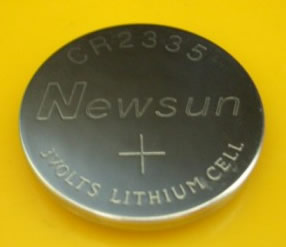 CR2335
Newsun
+
3VOLTS LITHIUM CELL